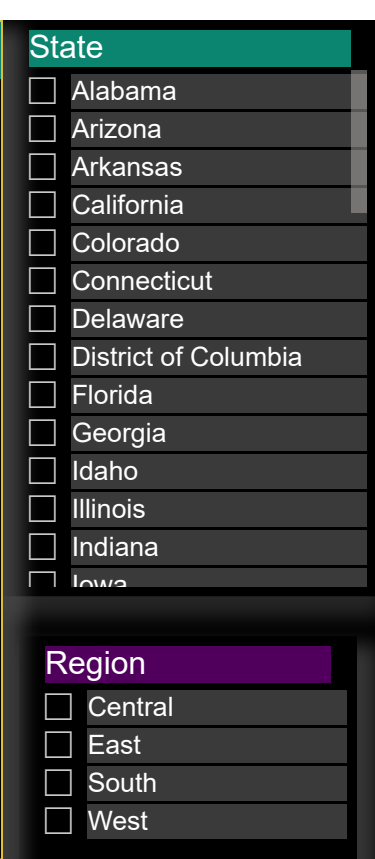 State
Alabama
Arizona
Arkansas
California
Colorado
Connecticut
Delaware
District of Columbia
Florida
Georgia
Idaho
Illinois
Indiana
Iowa
Region
Central
East
South
West